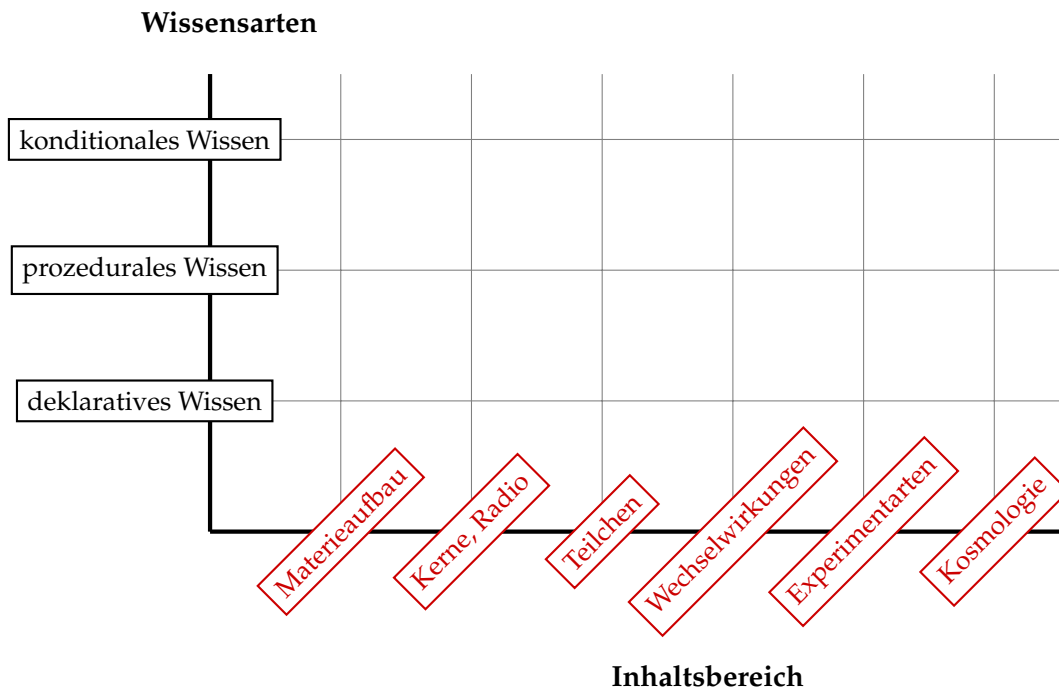 Wissensarten
konditionales Wissen
prozedurales Wissen
deklaratives Wissen
Materieaufbau
Kerne, Radio
Teilchen
Wechselwirkungen
Experimentarten
Kosmologie
Inhaltsbereich